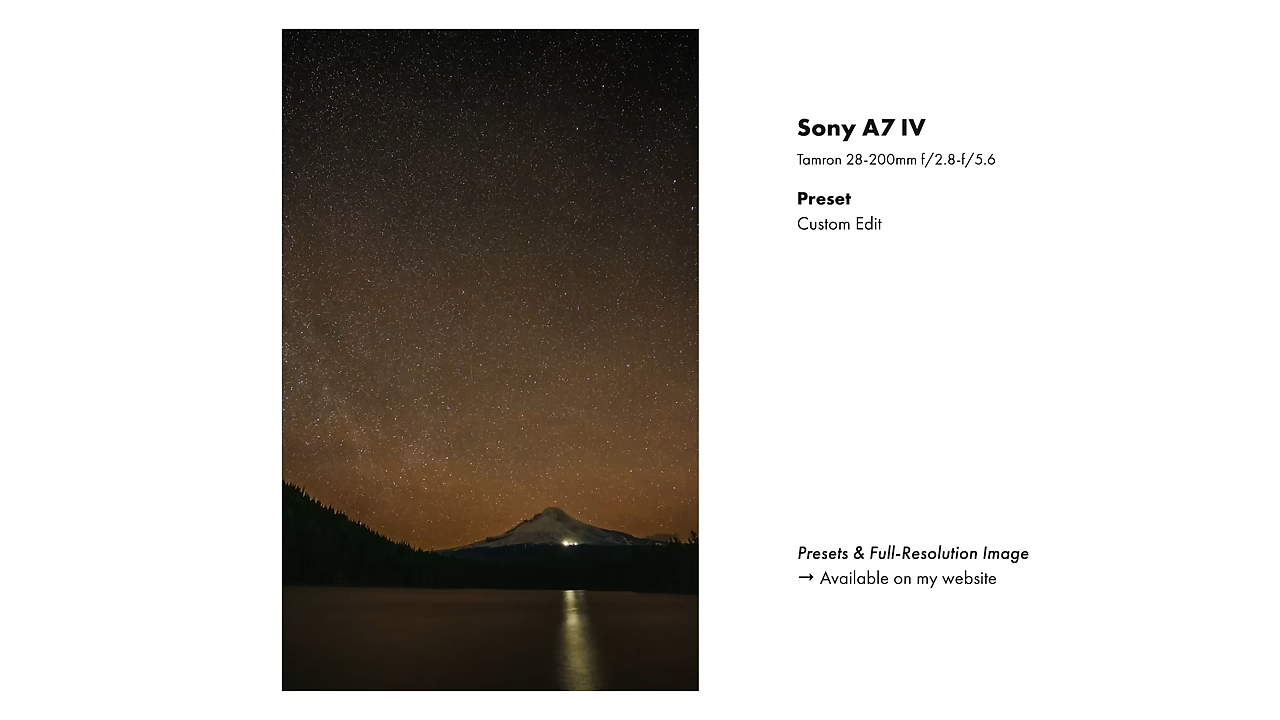 Sony A7 IV
Tamron 28-200mm f/2.8-f/5.6
Preset
Custom Edit
Presets & Full-Resolution Image
→ Available on my website